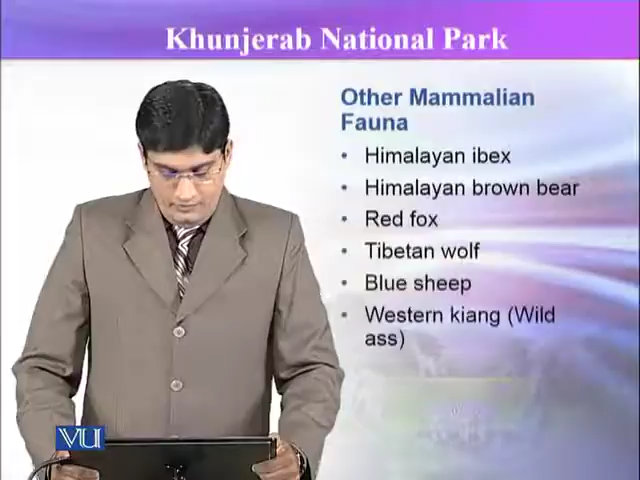 Khunjerab National Park
Other Mammalian
Fauna
• Himalayan ibex
• Himalayan brown bear
• Red fox
• Tibetan wolf
• Blue sheep
• Western kiang (Wild
ass)
VU